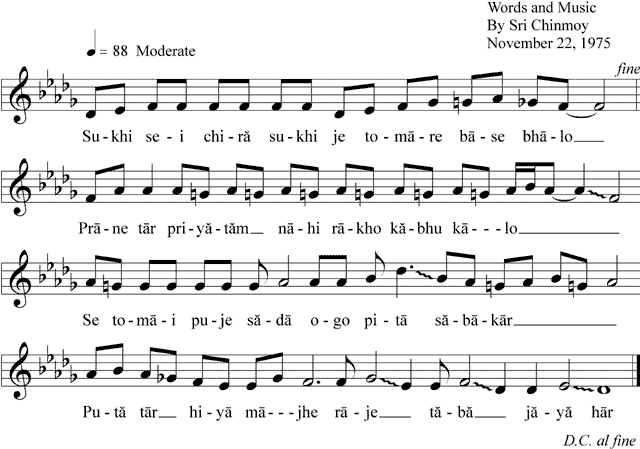 Words and Music
By Sri Chinmoy
November 22, 1975
= 88 Moderate
fine
Su-khi se-i chi-ră su-khi je to-mā-re bā-se bhā-lo
Prā-ne tār pri-yă-tăm nā-hi rā-kho kă-bhu kā---lo
Se to-mā-i pu-je să-dā o-go pi-tā să-bā-kār
Pu-tă tār hi-yā mā---jhe rā-je tă-bă jă-yă hār
D.C. al fine